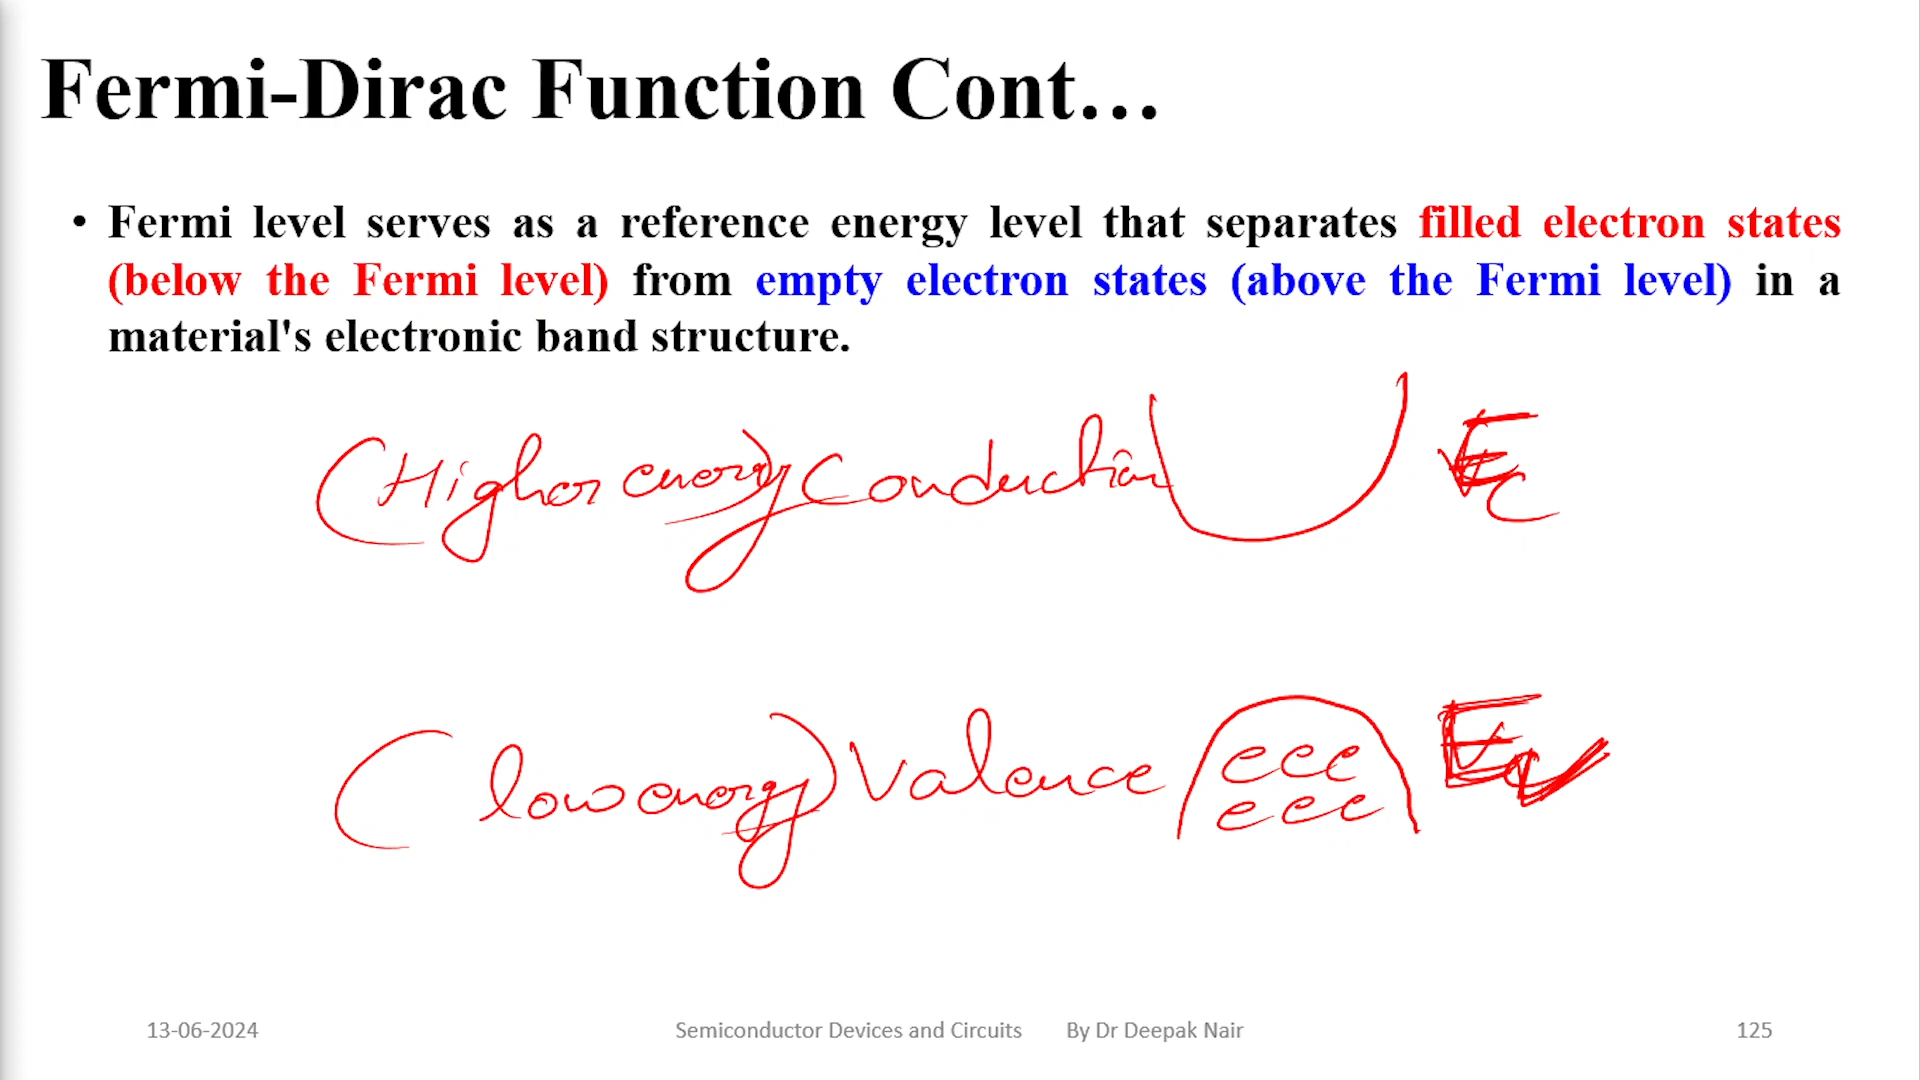 Fermi-Dirac Function Cont…
• Fermi level serves as a reference energy level that separates filled electron states
(below the Fermi level) from empty electron states (above the Fermi level) in a
material's electronic band structure.
(Higher energy) Conduction Ec
(low energy) Valence eee Ev
eee
13-06-2024 Semiconductor Devices and Circuits By Dr Deepak Nair 125